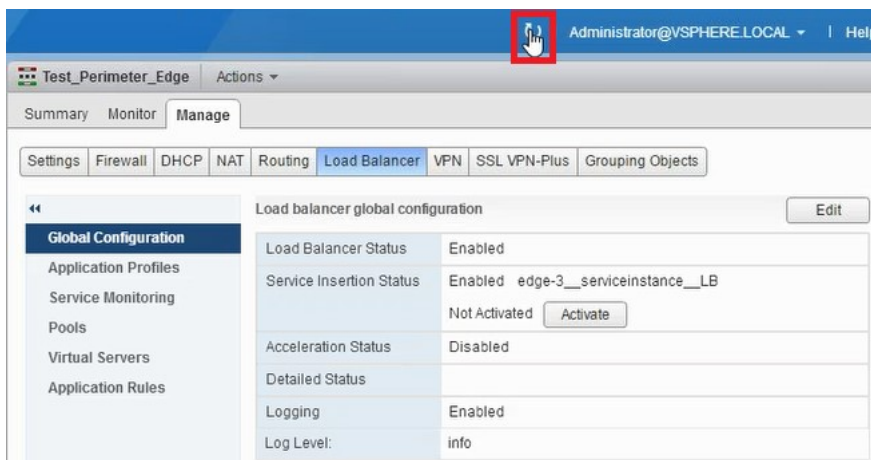 Administrator@VSPHERE.LOCAL | Help
Test_Perimeter_Edge Actions
Summary Monitor Manage
Settings Firewall DHCP NAT Routing Load Balancer VPN SSL VPN-Plus Grouping Objects
Load balancer global configuration Edit
Global Configuration
Application Profiles
Service Monitoring
Pools
Virtual Servers
Application Rules
Load Balancer Status Enabled
Service Insertion Status Enabled edge-3__serviceinstance__LB
Not Activated Activate
Acceleration Status Disabled
Detailed Status
Logging Enabled
Log Level: info